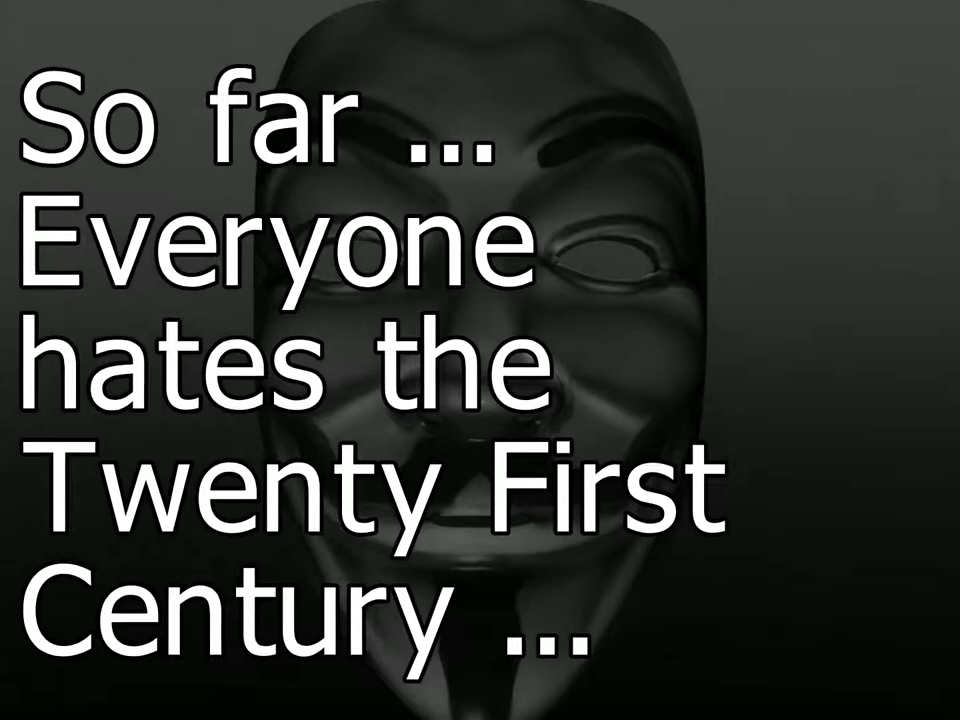 So far ...
Everyone
hates the
Twenty First
Century ...